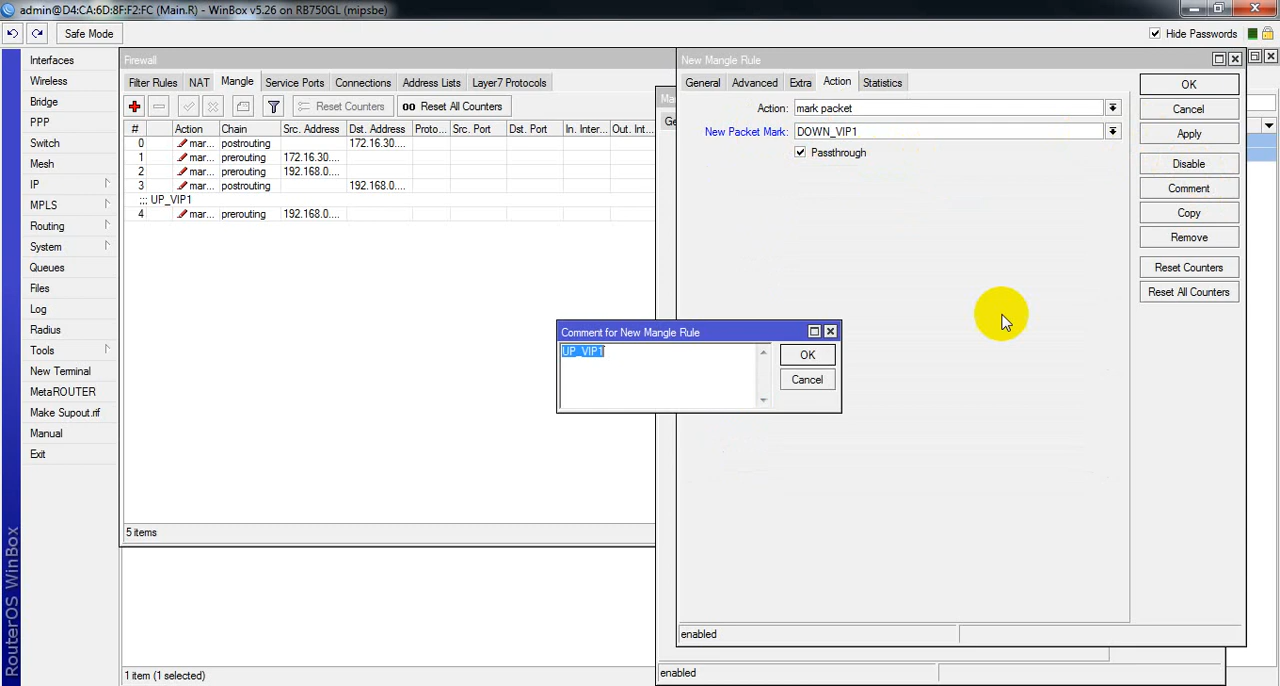 admin@D4:CA:6D:8F:F2:FC (Main.R) - WinBox v5.26 on RB750GL (mipsbe)
Safe Mode
Hide Passwords
Interfaces
Wireless
Bridge
PPP
Switch
Mesh
IP
MPLS
Routing
System
Queues
Files
Log
Radius
Tools
New Terminal
MetaROUTER
Make Supout.rif
Manual
Exit
RouterOS WinBox
Firewall
Filter Rules NAT Mangle Service Ports Connections Address Lists Layer7 Protocols
Reset Counters 00 Reset All Counters
# Action Chain Src. Address Dst. Address Proto... Src. Port Dst. Port In. Inter... Out. Int...
0 mar... postrouting 172.16.30....
1 mar... prerouting 172.16.30....
2 mar... prerouting 192.168.0....
3 mar... postrouting 192.168.0....
;;; UP_VIP1
4 mar... prerouting 192.168.0....
5 items
1 item (1 selected)
Ma
Ge
enabled
New Mangle Rule
General Advanced Extra Action Statistics
Action: mark packet
New Packet Mark: DOWN_VIP1
Passthrough
OK
Cancel
Apply
Disable
Comment
Copy
Remove
Reset Counters
Reset All Counters
enabled
Comment for New Mangle Rule
UP_VIP1
OK
Cancel